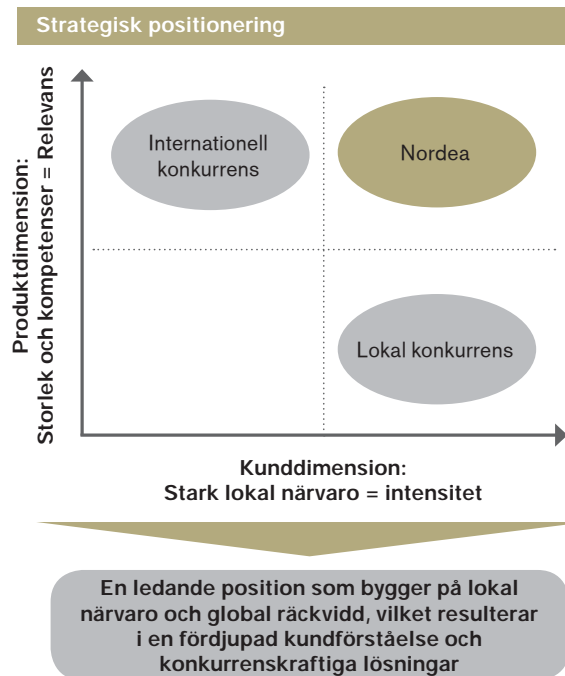 Strategisk positionering
Produktdimension:
Storlek och kompetenser = Relevans
Internationell
konkurrens
Nordea
Lokal konkurrens
Kunddimension:
Stark lokal närvaro = intensitet
En ledande position som bygger på lokal
närvaro och global räckvidd, vilket resulterar
i en fördjupad kundförståelse och
konkurrenskraftiga lösningar